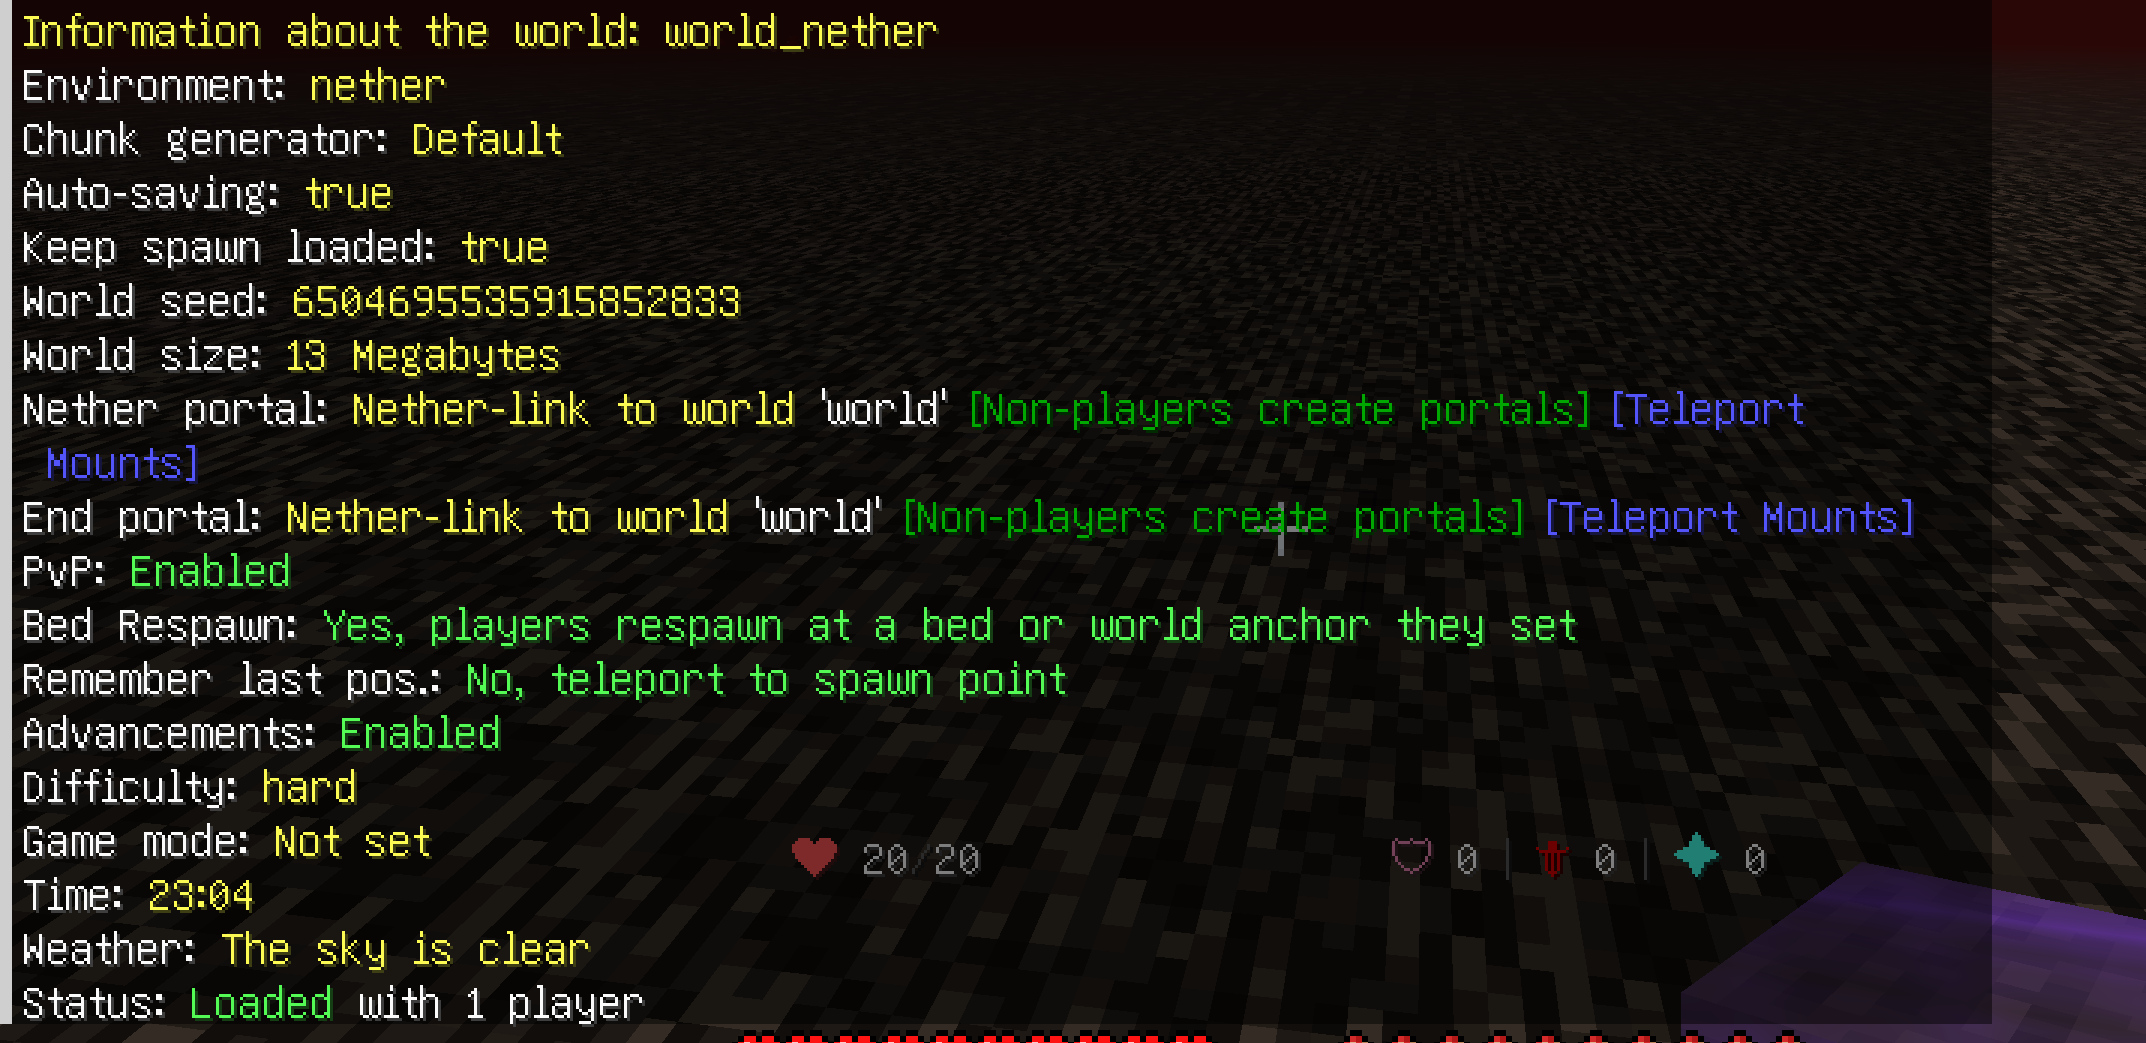 Information about the world: world_nether
Environment: nether
Chunk generator: Default
Auto-saving: true
Keep spawn loaded: true
World seed: 6504695535915852833
World size: 13 Megabytes
Nether portal: Nether-link to world 'world' [Non-players create portals] [Teleport
Mounts]
End portal: Nether-link to world 'world' [Non-players create portals] [Teleport Mounts]
PvP: Enabled
Bed Respawn: Yes, players respawn at a bed or world anchor they set
Remember last pos.: No, teleport to spawn point
Advancements: Enabled
Difficulty: hard
Game mode: Not set
20/20 0 | 0 | 0
Time: 23:04
Weather: The sky is clear
Status: Loaded with 1 player